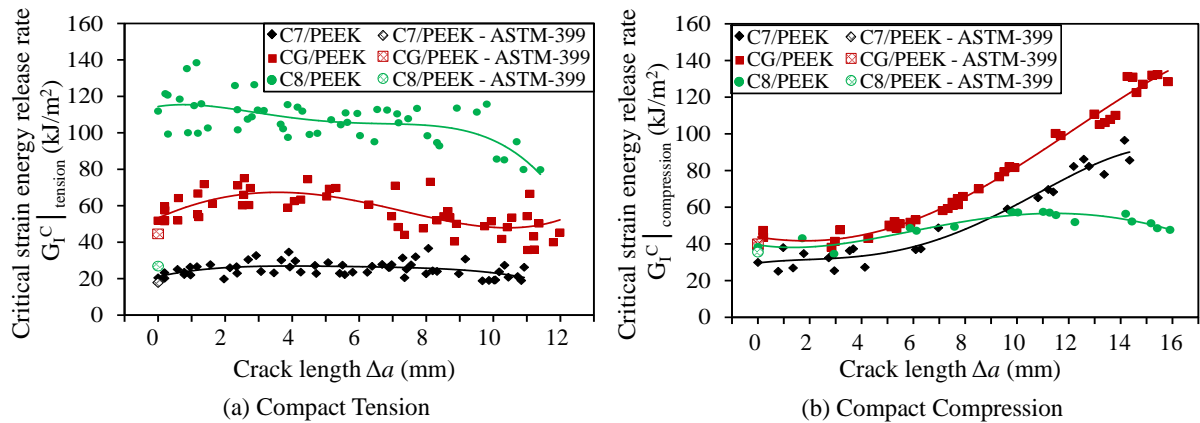 Critical strain energy release rate
G_I^C |_tension (kJ/m²)
160
140
120
100
80
60
40
20
0
C7/PEEK
C7/PEEK - ASTM-399
CG/PEEK
CG/PEEK - ASTM-399
C8/PEEK
C8/PEEK - ASTM-399
0 2 4 6 8 10 12
Crack length Δa (mm)
(a) Compact Tension
Critical strain energy release rate
G_I^C |_compression (kJ/m²)
160
140
120
100
80
60
40
20
0
C7/PEEK
C7/PEEK - ASTM-399
CG/PEEK
CG/PEEK - ASTM-399
C8/PEEK
C8/PEEK - ASTM-399
0 2 4 6 8 10 12 14 16
Crack length Δa (mm)
(b) Compact Compression